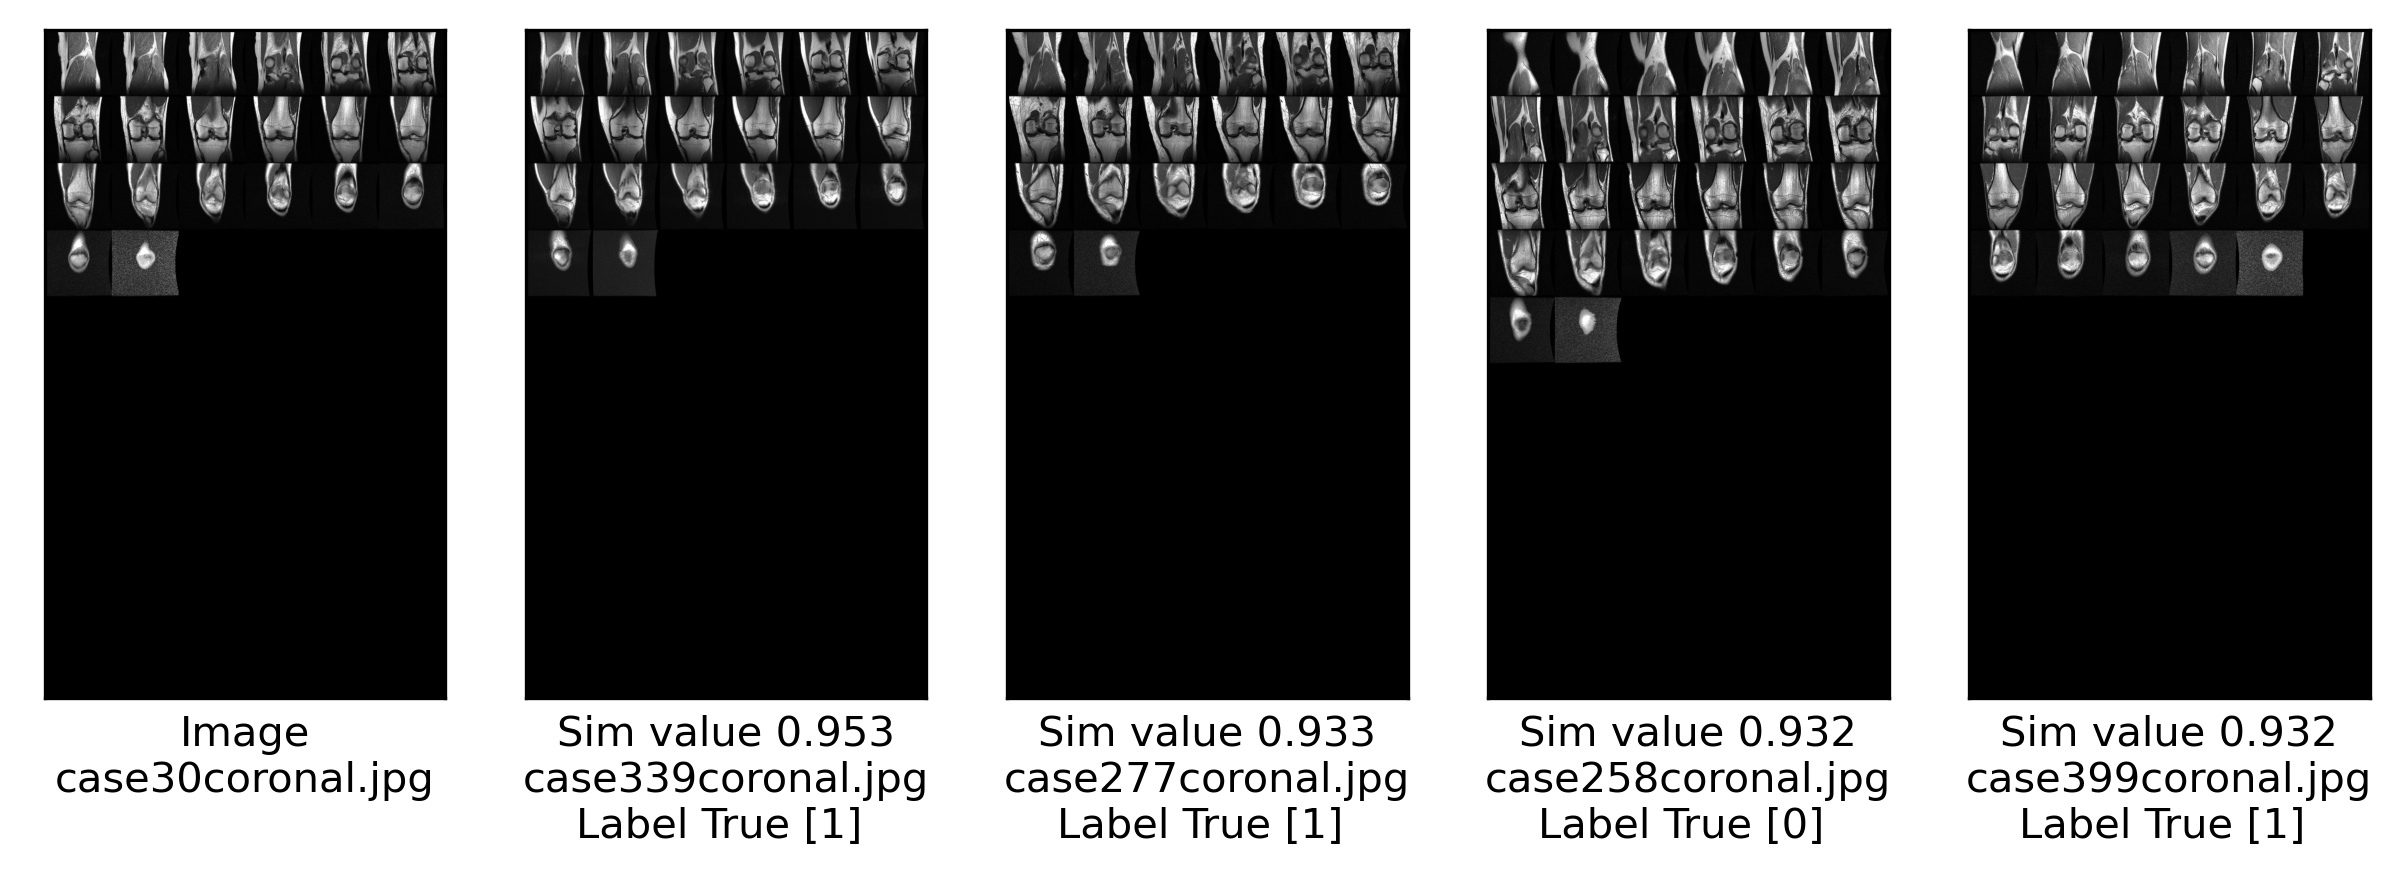 Image
case30coronal.jpg
Sim value 0.953
case339coronal.jpg
Label True [1]
Sim value 0.933
case277coronal.jpg
Label True [1]
Sim value 0.932
case258coronal.jpg
Label True [0]
Sim value 0.932
case399coronal.jpg
Label True [1]